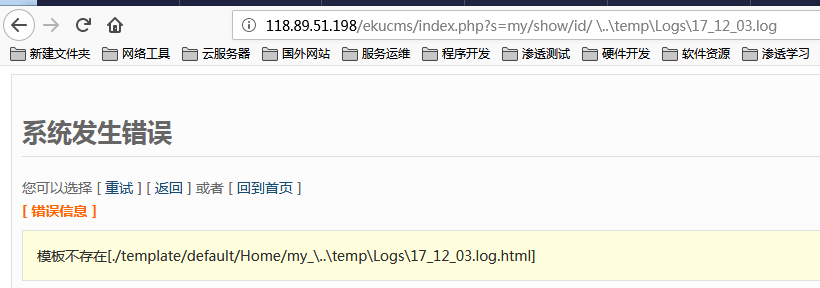 118.89.51.198/ekucms/index.php?s=my/show/id/ \..\temp\Logs\17_12_03.log
新建文件夹 网络工具 云服务器 国外网站 服务运维 程序开发 渗透测试 硬件开发 软件资源 渗透学习
系统发生错误
您可以选择 [ 重试 ] [ 返回 ] 或者 [ 回到首页 ]
[ 错误信息 ]
模板不存在[./template/default/Home/my_\..\temp\Logs\17_12_03.log.html]